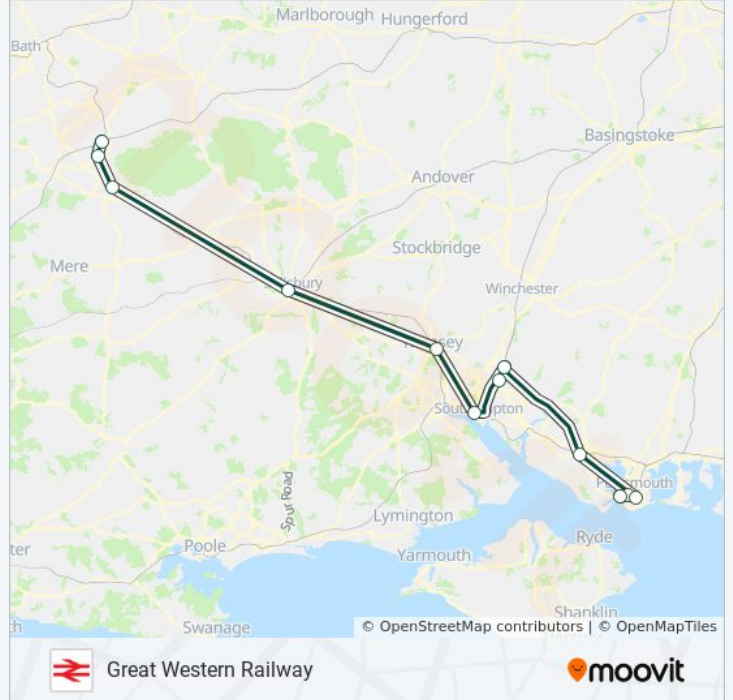 Marlborough
Hungerford
Bath
Basingstoke
Andover
Stockbridge
Mere
Winchester
Spur Road
Lymington
Poole
Ryde
Yarmouth
Shanklin
Swanage
© OpenStreetMap contributors | © OpenMapTiles
Great Western Railway
moovit